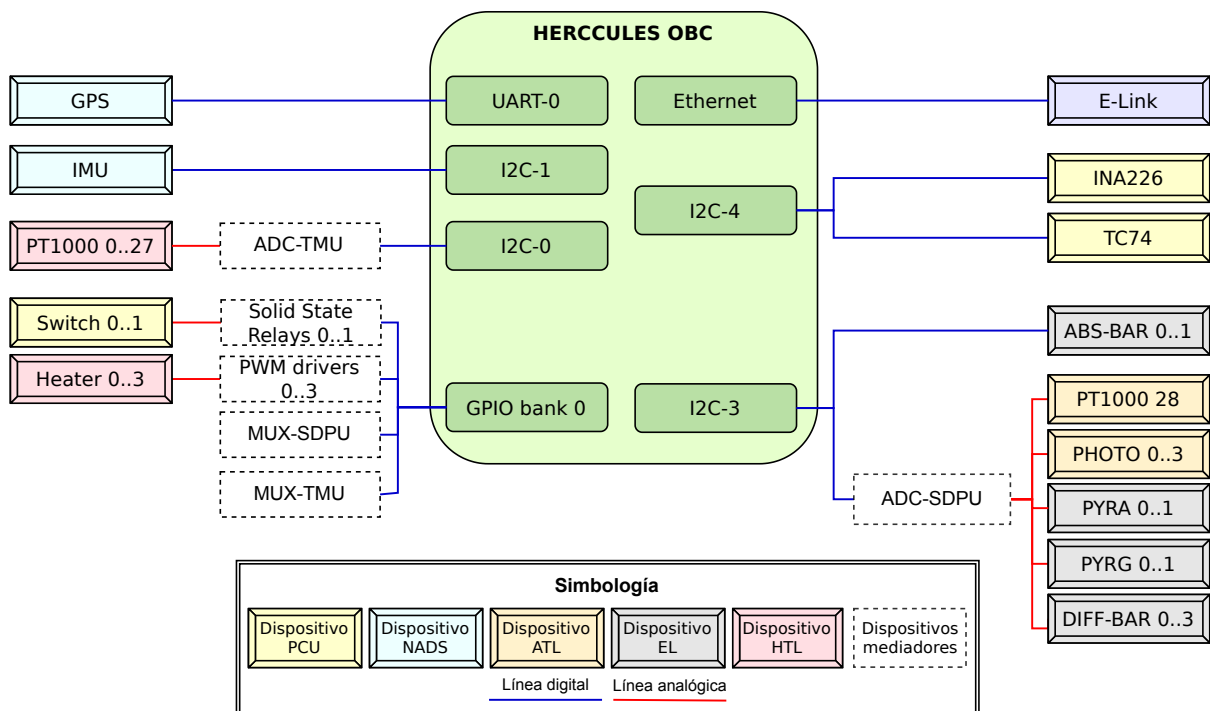 HERCCULES OBC
GPS
UART-0
Ethernet
E-Link
IMU
I2C-1
I2C-4
INA226
TC74
PT1000 0..27
ADC-TMU
I2C-0
Switch 0..1
Solid State
Relays 0..1
Heater 0..3
PWM drivers
0..3
MUX-SDPU
MUX-TMU
GPIO bank 0
I2C-3
ABS-BAR 0..1
PT1000 28
PHOTO 0..3
ADC-SDPU
PYRA 0..1
PYRG 0..1
DIFF-BAR 0..3
Simbología
Dispositivo
PCU
Dispositivo
NADS
Dispositivo
ATL
Dispositivo
EL
Dispositivo
HTL
Dispositivos
mediadores
Línea digital
Línea analógica